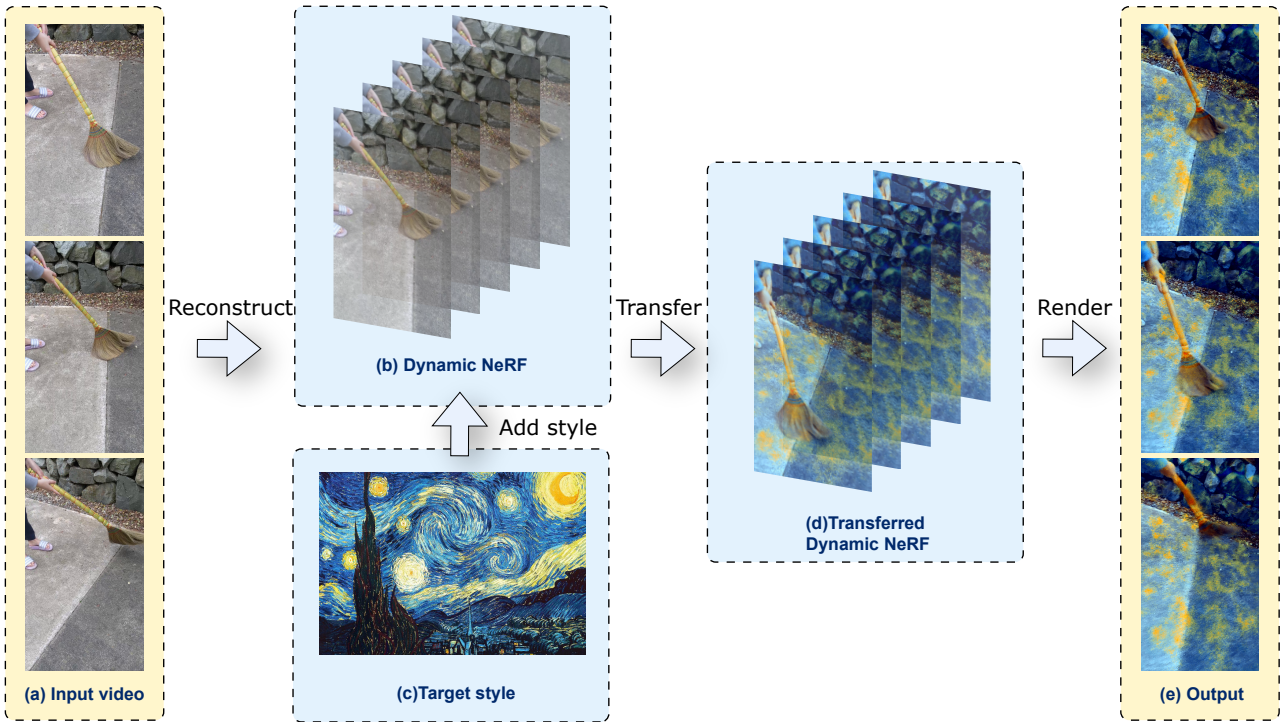 Reconstruct
Transfer
Render
(b) Dynamic NeRF
Add style
(d)Transferred
Dynamic NeRF
(a) Input video
(c)Target style
(e) Output